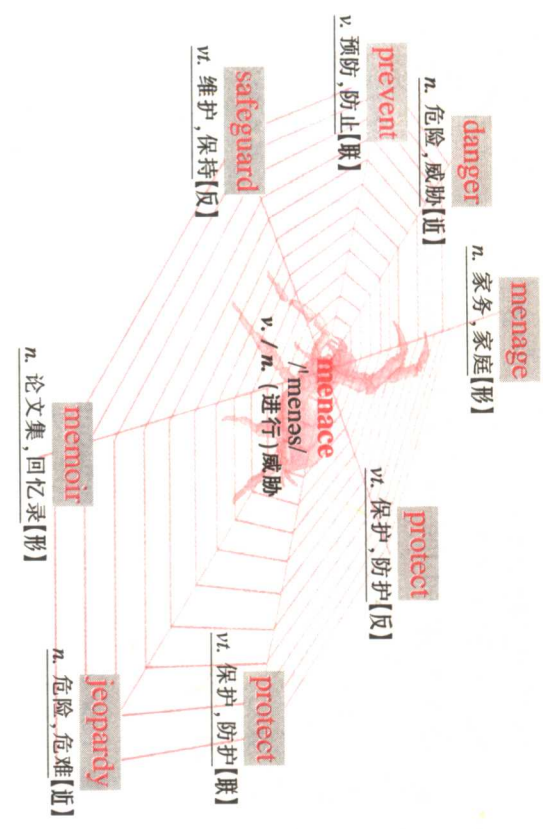 menage
n. 家务,家庭【形】
danger
n. 危险,威胁【近】
protect
vt. 保护,防护【反】
prevent
v. 预防,防止【联】
menace
/ˈmenəs/
v. / n. (进行)威胁
safeguard
vt. 维护,保持【反】
protect
vt. 保护,防护【联】
memoir
n. 论文集,回忆录【形】
jeopardy
n. 危险,危难【近】